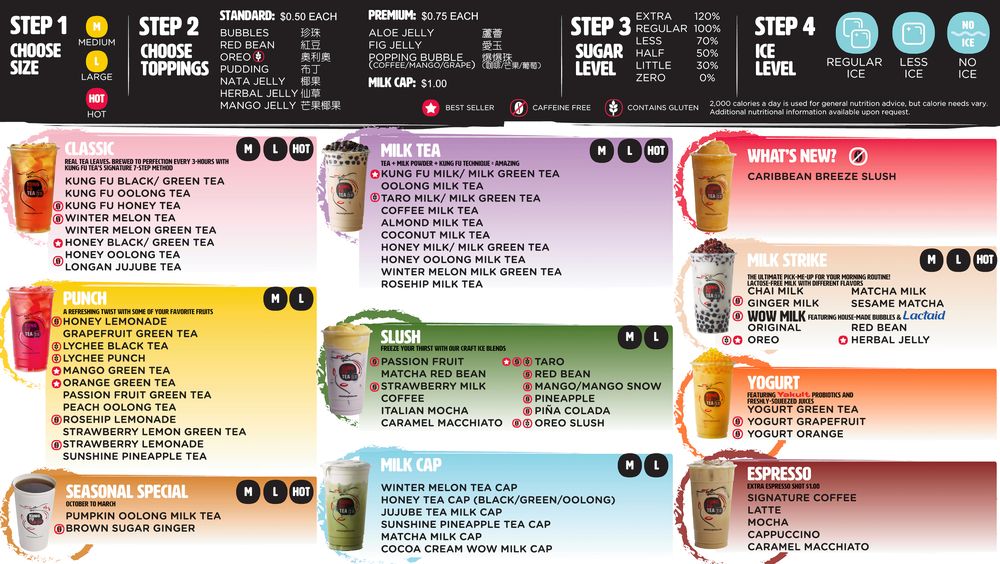 STEP 1
CHOOSE
SIZE
M
MEDIUM
L
LARGE
HOT
HOT
STEP 2
CHOOSE
TOPPINGS
STANDARD: $0.50 EACH
BUBBLES 珍珠
RED BEAN 紅豆
OREO 奧利奧
PUDDING 布丁
NATA JELLY 椰果
HERBAL JELLY 仙草
MANGO JELLY 芒果椰果
PREMIUM: $0.75 EACH
ALOE JELLY 蘆薈
FIG JELLY 愛玉
POPPING BUBBLE 爆爆珠
(COFFEE/MANGO/GRAPE) (咖啡/芒果/葡萄)
MILK CAP: $1.00
STEP 3
SUGAR
LEVEL
EXTRA 120%
REGULAR 100%
LESS 70%
HALF 50%
LITTLE 30%
ZERO 0%
STEP 4
ICE
LEVEL
REGULAR
ICE
LESS
ICE
NO
ICE
NO
ICE
BEST SELLER
CAFFEINE FREE
CONTAINS GLUTEN
2,000 calories a day is used for general nutrition advice, but calorie needs vary.
Additional nutritional information available upon request.
CLASSIC
M L HOT
REAL TEA LEAVES. BREWED TO PERFECTION EVERY 3-HOURS WITH
KUNG FU TEA'S SIGNATURE 7-STEP METHOD
KUNG FU BLACK/ GREEN TEA
KUNG FU OOLONG TEA
KUNG FU HONEY TEA
WINTER MELON TEA
WINTER MELON GREEN TEA
HONEY BLACK/ GREEN TEA
HONEY OOLONG TEA
LONGAN JUJUBE TEA
PUNCH
M L
A REFRESHING TWIST WITH SOME OF YOUR FAVORITE FRUITS
HONEY LEMONADE
GRAPEFRUIT GREEN TEA
LYCHEE BLACK TEA
LYCHEE PUNCH
MANGO GREEN TEA
ORANGE GREEN TEA
PASSION FRUIT GREEN TEA
PEACH OOLONG TEA
ROSEHIP LEMONADE
STRAWBERRY LEMON GREEN TEA
STRAWBERRY LEMONADE
SUNSHINE PINEAPPLE TEA
SEASONAL SPECIAL
M L HOT
OCTOBER TO MARCH
PUMPKIN OOLONG MILK TEA
BROWN SUGAR GINGER
MILK TEA
M L HOT
TEA + MILK POWDER + KUNG FU TECHNIQUE = AMAZING
KUNG FU MILK/ MILK GREEN TEA
OOLONG MILK TEA
TARO MILK/ MILK GREEN TEA
COFFEE MILK TEA
ALMOND MILK TEA
COCONUT MILK TEA
HONEY MILK/ MILK GREEN TEA
HONEY OOLONG MILK TEA
WINTER MELON MILK GREEN TEA
ROSEHIP MILK TEA
SLUSH
M L
FREEZE YOUR THIRST WITH OUR CRAFT ICE BLENDS
PASSION FRUIT
MATCHA RED BEAN
STRAWBERRY MILK
COFFEE
ITALIAN MOCHA
CARAMEL MACCHIATO
TARO
RED BEAN
MANGO/MANGO SNOW
PINEAPPLE
PIÑA COLADA
OREO SLUSH
MILK CAP
M L
WINTER MELON TEA CAP
HONEY TEA CAP (BLACK/GREEN/OOLONG)
JUJUBE TEA MILK CAP
SUNSHINE PINEAPPLE TEA CAP
MATCHA MILK CAP
COCOA CREAM WOW MILK CAP
WHAT'S NEW?
CARIBBEAN BREEZE SLUSH
MILK STRIKE
M L HOT
THE ULTIMATE PICK-ME-UP FOR YOUR MORNING ROUTINE!
LACTOSE-FREE MILK WITH DIFFERENT FLAVORS
CHAI MILK MATCHA MILK
GINGER MILK SESAME MATCHA
WOW MILK FEATURING HOUSE-MADE BUBBLES & Lactaid
ORIGINAL RED BEAN
OREO HERBAL JELLY
YOGURT
FEATURING Yakult PROBIOTICS AND
FRESHLY-SQUEEZED JUICES
YOGURT GREEN TEA
YOGURT GRAPEFRUIT
YOGURT ORANGE
ESPRESSO
EXTRA ESPRESSO SHOT $1.00
SIGNATURE COFFEE
LATTE
MOCHA
CAPPUCCINO
CARAMEL MACCHIATO